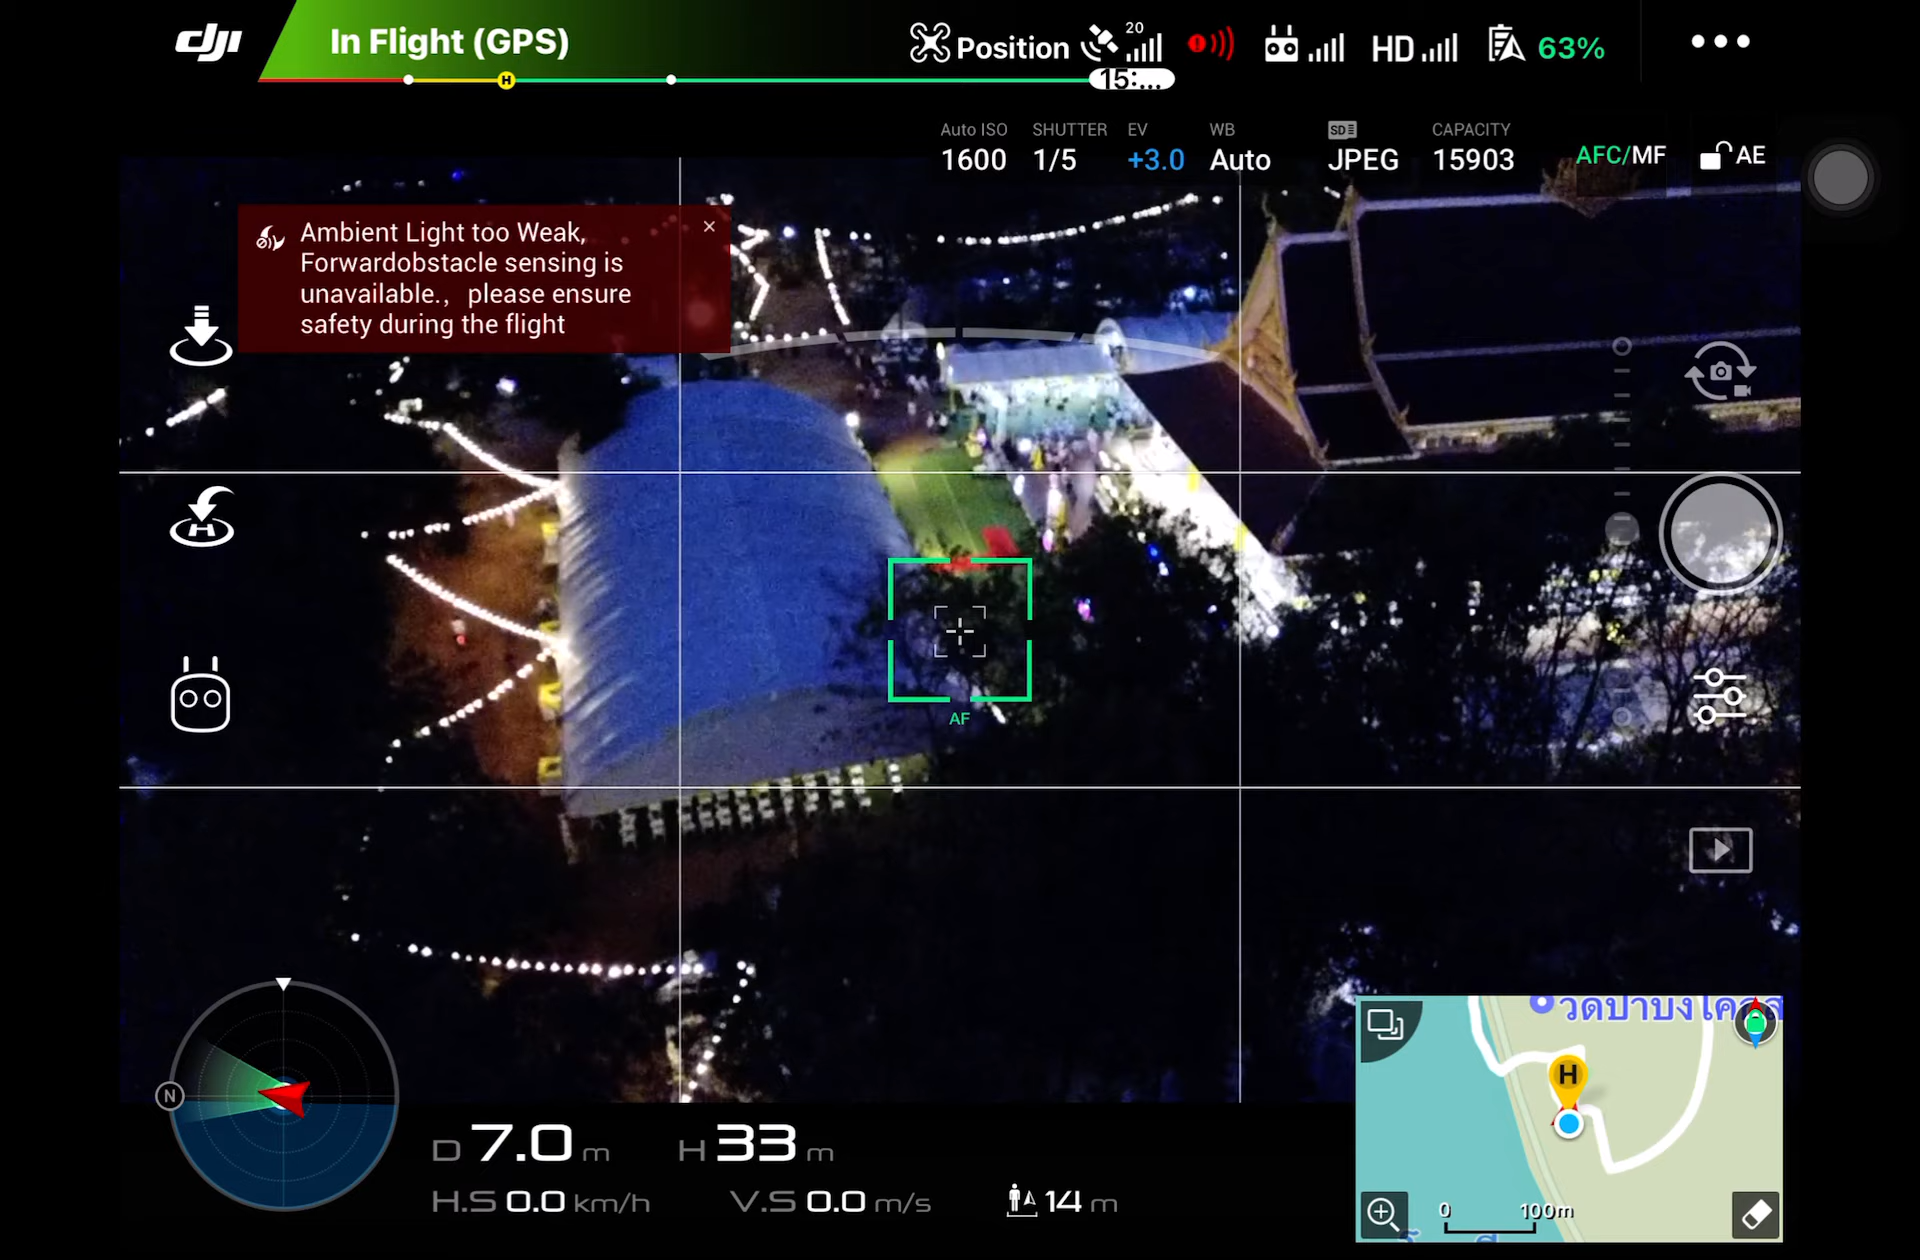 dji
In Flight (GPS)
Position
20
HD
63%
15:...
Auto ISO
1600
SHUTTER
1/5
EV
+3.0
WB
Auto
SD
JPEG
CAPACITY
15903
AFC/MF
AE
Ambient Light too Weak,
Forwardobstacle sensing is
unavailable., please ensure
safety during the flight
×
H
H
AF
N
D 7.0 m
H 33 m
H.S 0.0 km/h
V.S 0.0 m/s
14 m
H
0 100m